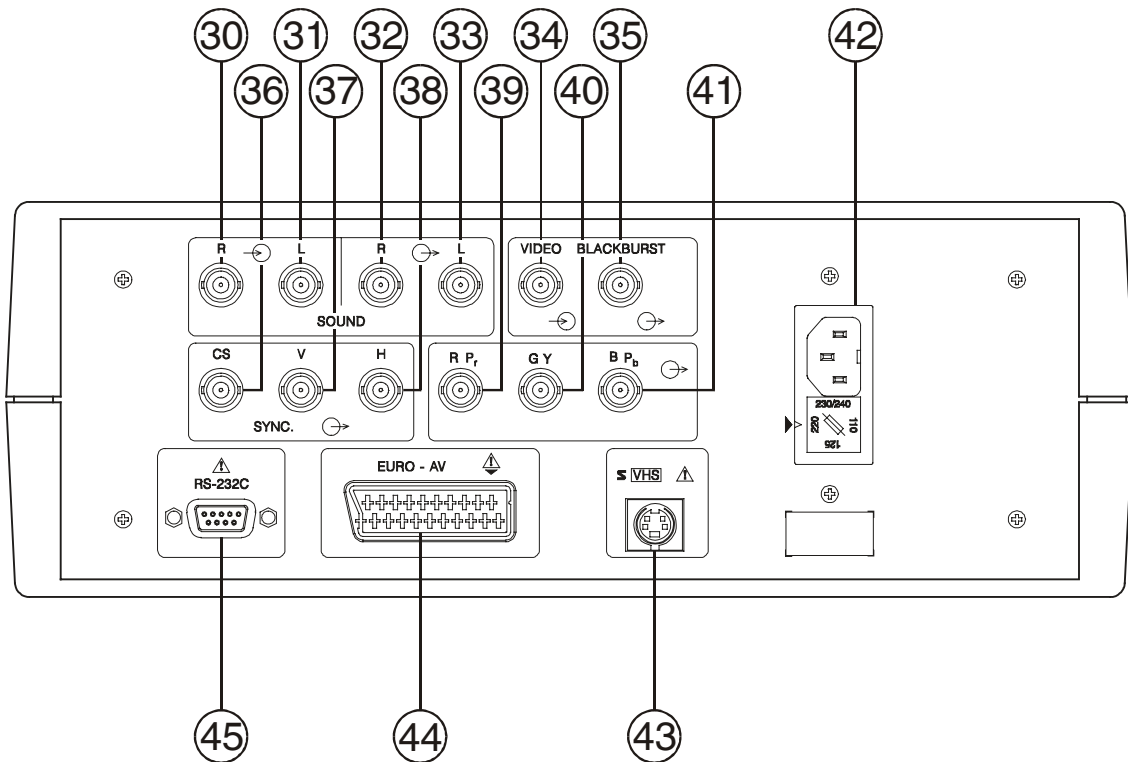 30 31 32 33 34 35 42
36 37 38 39 40 41
R L R L VIDEO BLACKBURST
SOUND
CS V H R Pr G Y B Pb
SYNC.
230/240
220 110
125
RS-232C
EURO - AV
S VHS
45 44 43